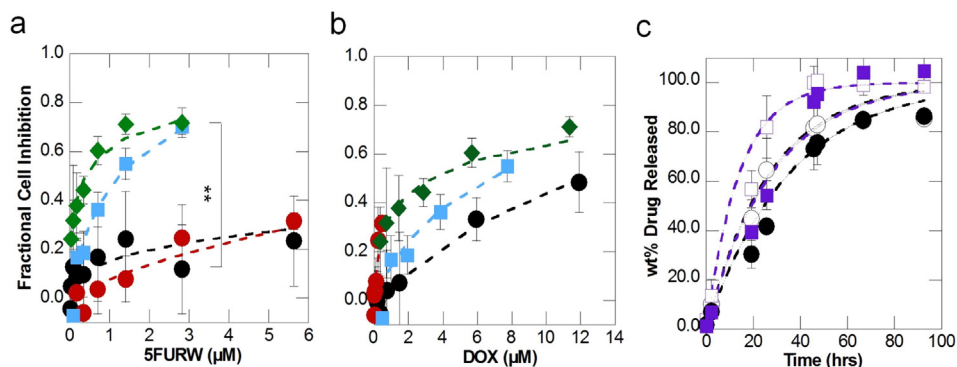 a
b
c
Fractional Cell Inhibition
1.0
0.8
0.6
0.4
0.2
0.0
**
0 1 2 3 4 5 6
5FURW (µM)
1.0
0.8
0.6
0.4
0.2
0.0
0 2 4 6 8 10 12 14
DOX (µM)
wt% Drug Released
100.0
80.0
60.0
40.0
20.0
0.0
0 20 40 60 80 100
Time (hrs)